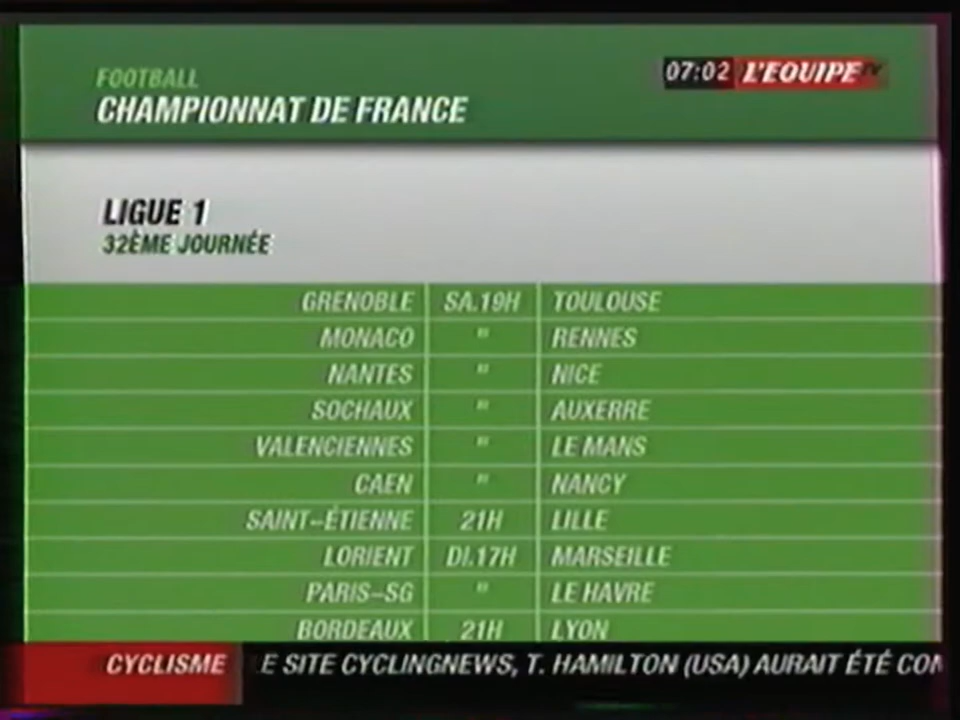 FOOTBALL
07:02 L'EQUIPE TV
CHAMPIONNAT DE FRANCE
LIGUE 1
32ÈME JOURNÉE
GRENOBLE SA.19H TOULOUSE
MONACO " RENNES
NANTES " NICE
SOCHAUX " AUXERRE
VALENCIENNES " LE MANS
CAEN " NANCY
SAINT-ÉTIENNE 21H LILLE
LORIENT DI.17H MARSEILLE
PARIS-SG " LE HAVRE
BORDEAUX 21H LYON
CYCLISME E SITE CYCLINGNEWS, T. HAMILTON (USA) AURAIT ÉTÉ CON